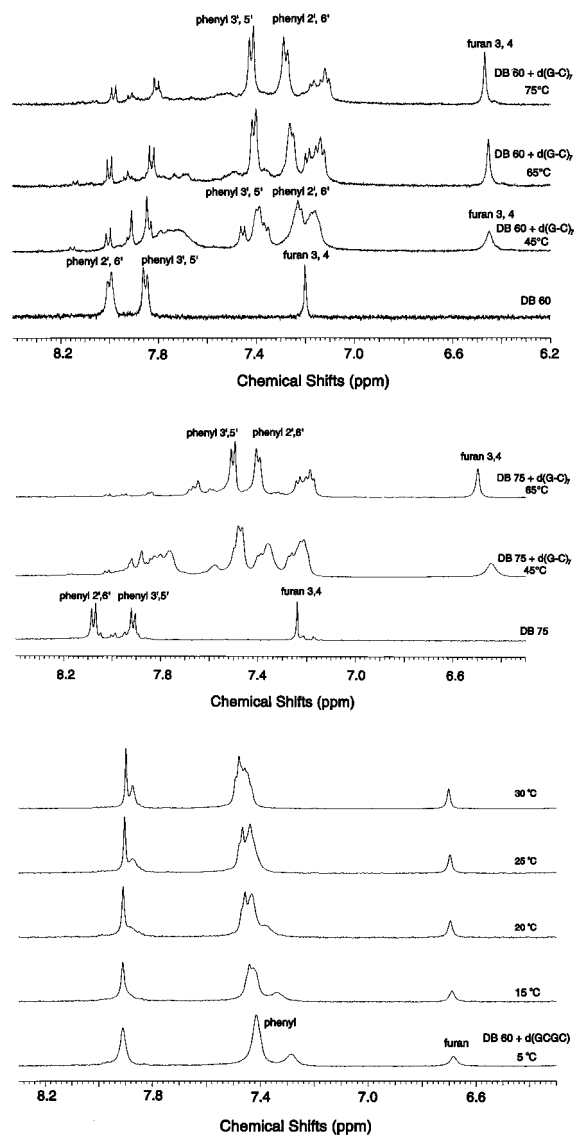 phenyl 3', 5' phenyl 2', 6'
furan 3, 4
DB 60 + d(G-C)₇
75°C
DB 60 + d(G-C)₇
65°C
phenyl 3', 5' phenyl 2', 6'
furan 3, 4
DB 60 + d(G-C)₇
45°C
phenyl 2', 6' phenyl 3', 5' furan 3, 4
DB 60
8.2 7.8 7.4 7.0 6.6 6.2
Chemical Shifts (ppm)
phenyl 3',5' phenyl 2',6'
furan 3,4
DB 75 + d(G-C)₇
65°C
DB 75 + d(G-C)₇
45°C
phenyl 2',6' phenyl 3',5' furan 3,4
DB 75
8.2 7.8 7.4 7.0 6.6
Chemical Shifts (ppm)
30 °C
25 °C
20 °C
15 °C
phenyl
furan
DB 60 + d(GCGC)
5 °C
8.2 7.8 7.4 7.0 6.6
Chemical Shifts (ppm)